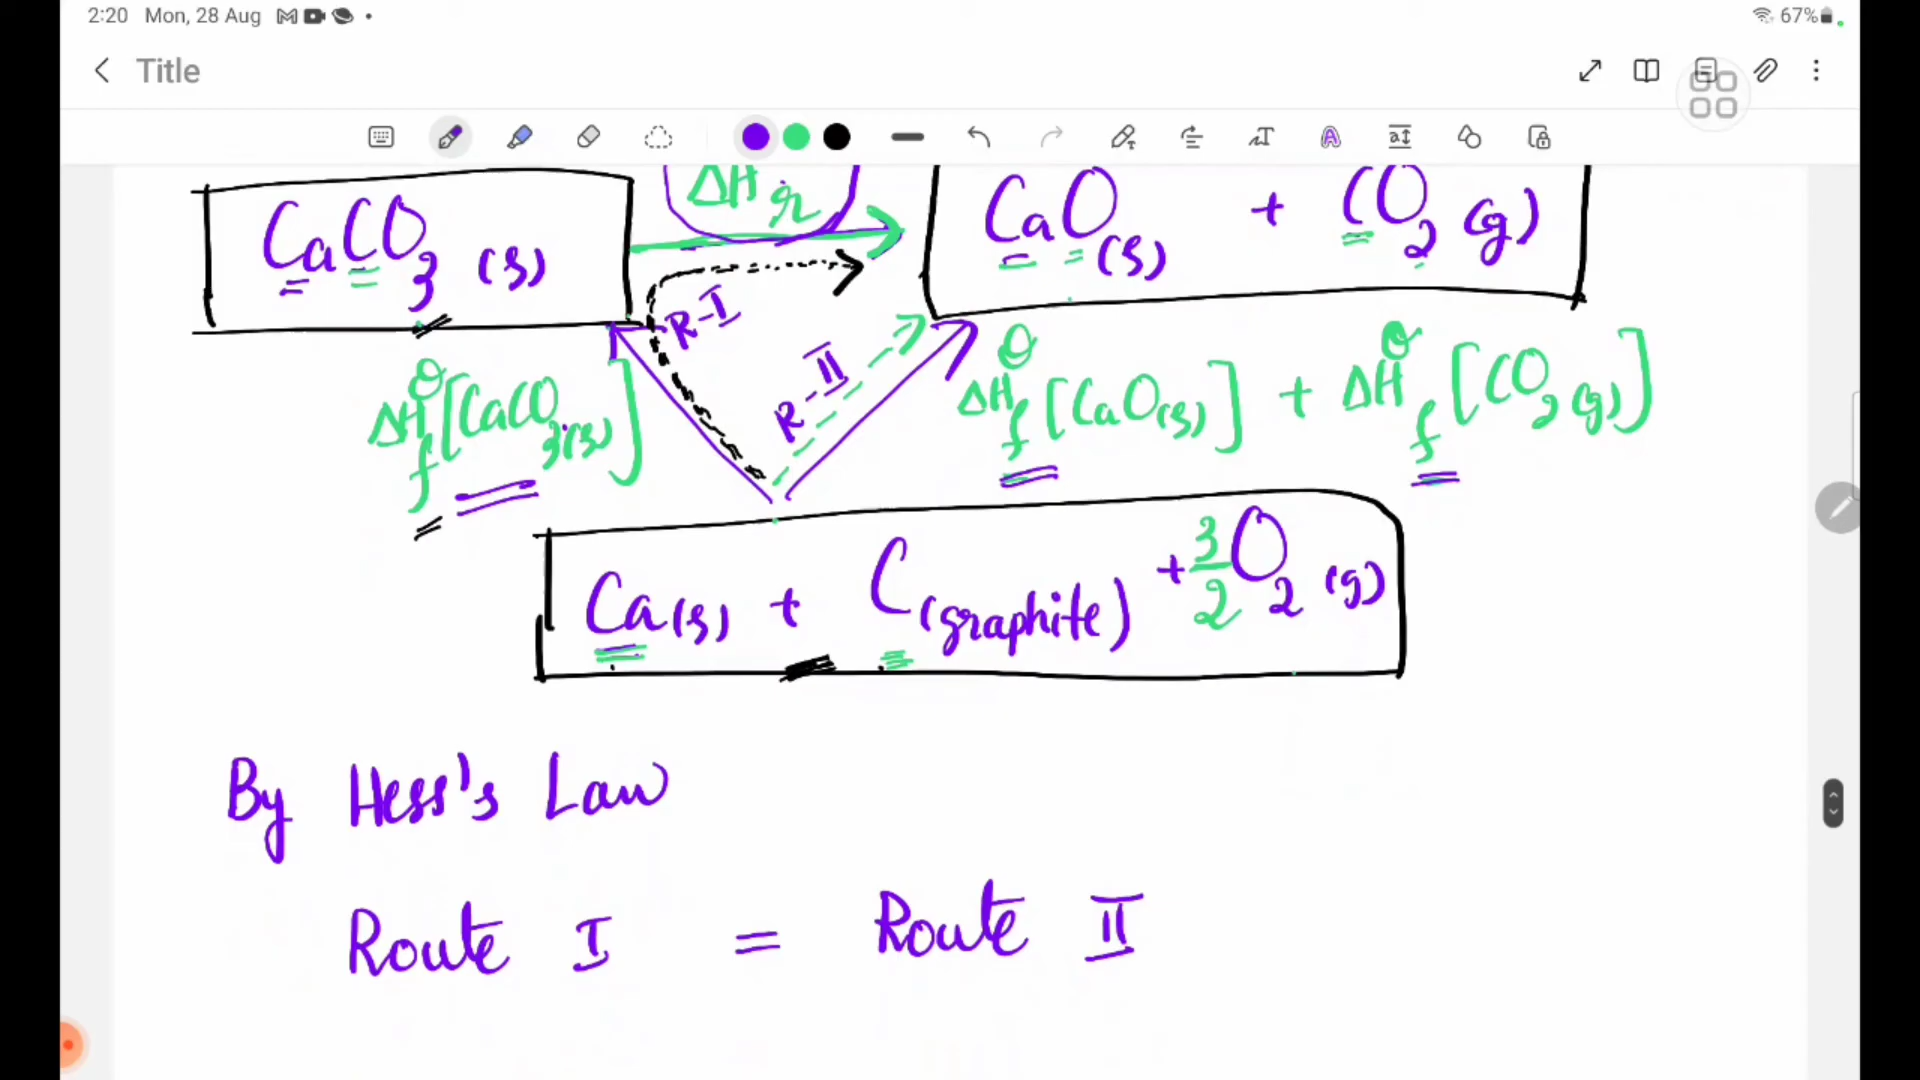 2:20 Mon, 28 Aug 67%
Title
ΔHr
CaCO3 (s) CaO(s) + CO2 (g)
R-I
R-II
ΔHf⊖[CaCO3(s)] ΔHf⊖[CaO(s)] + ΔHf⊖[CO2(g)]
Ca(s) + C(graphite) + 3/2 O2 (g)
By Hess's Law
Route I = Route II